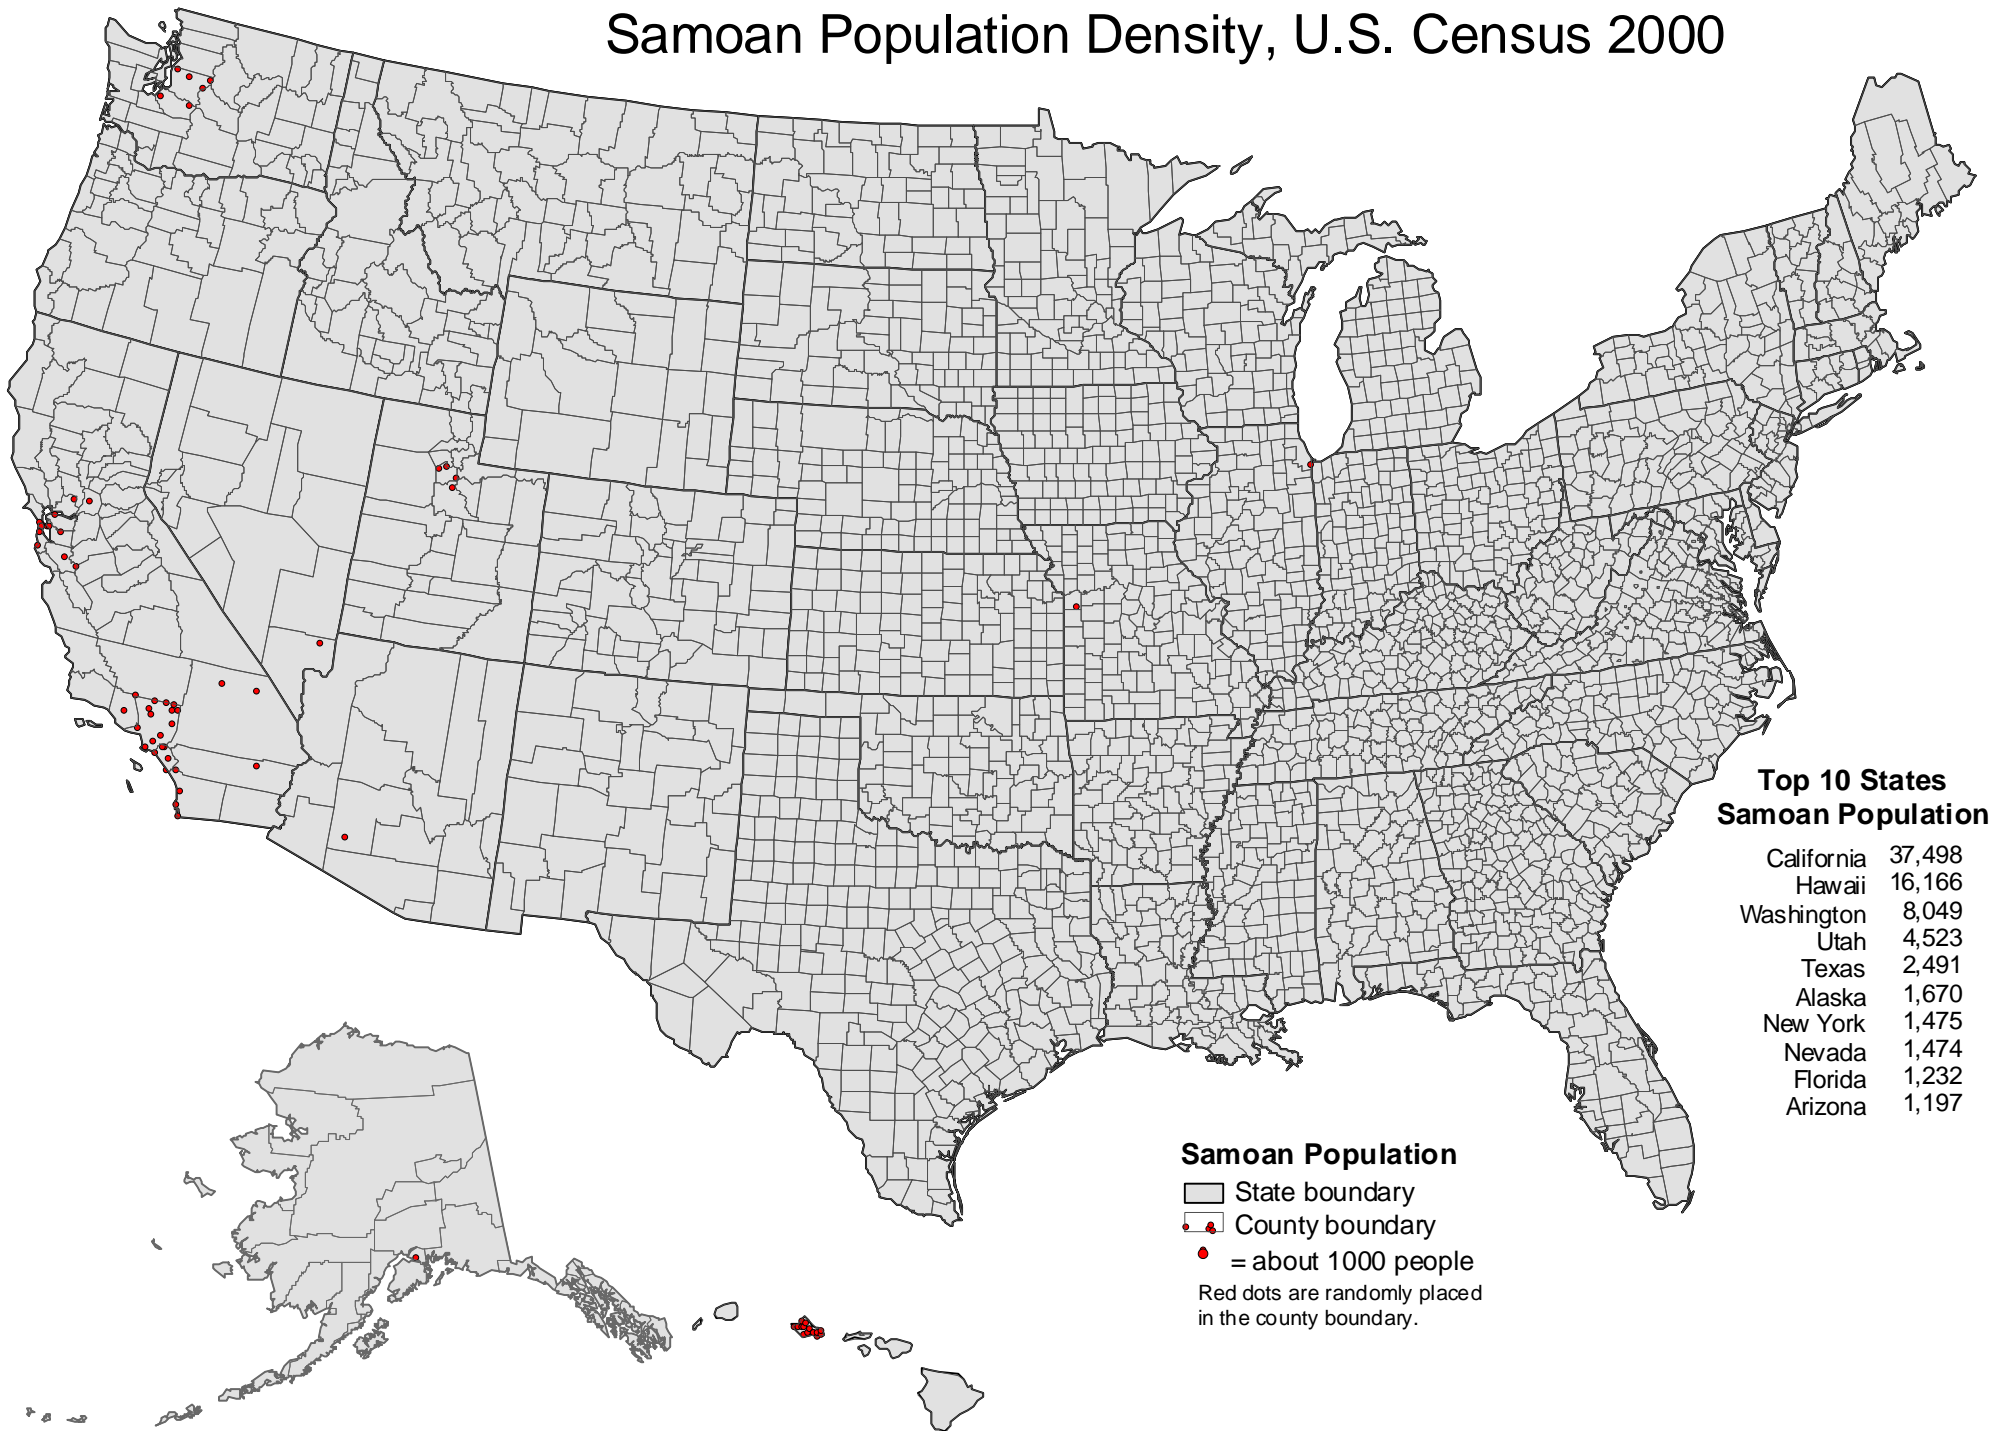 Samoan Population Density, U.S. Census 2000
Top 10 States
Samoan Population
California 37,498
Hawaii 16,166
Washington 8,049
Utah 4,523
Texas 2,491
Alaska 1,670
New York 1,475
Nevada 1,474
Florida 1,232
Arizona 1,197
Samoan Population
State boundary
County boundary
= about 1000 people
Red dots are randomly placed
in the county boundary.